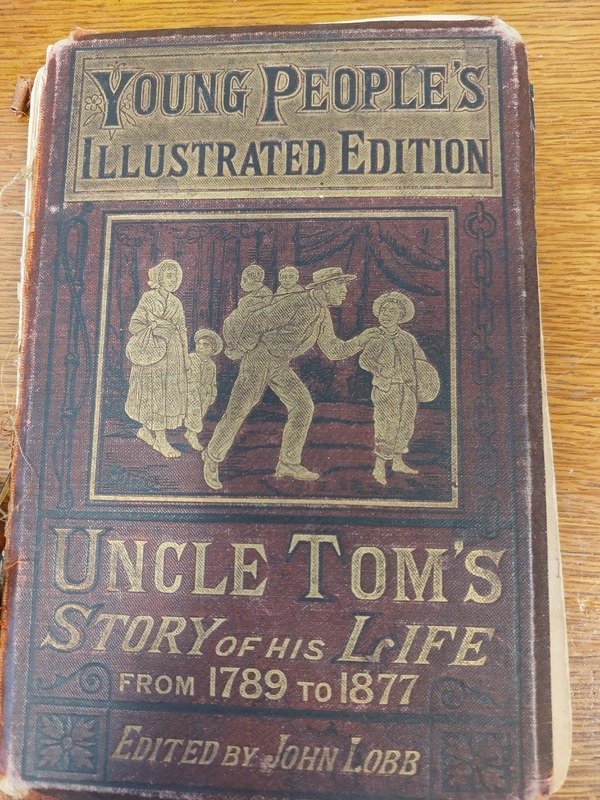 YOUNG PEOPLE'S
ILLUSTRATED EDITION
UNCLE TOM'S
STORY OF HIS LIFE
FROM 1789 TO 1877
EDITED BY JOHN LOBB